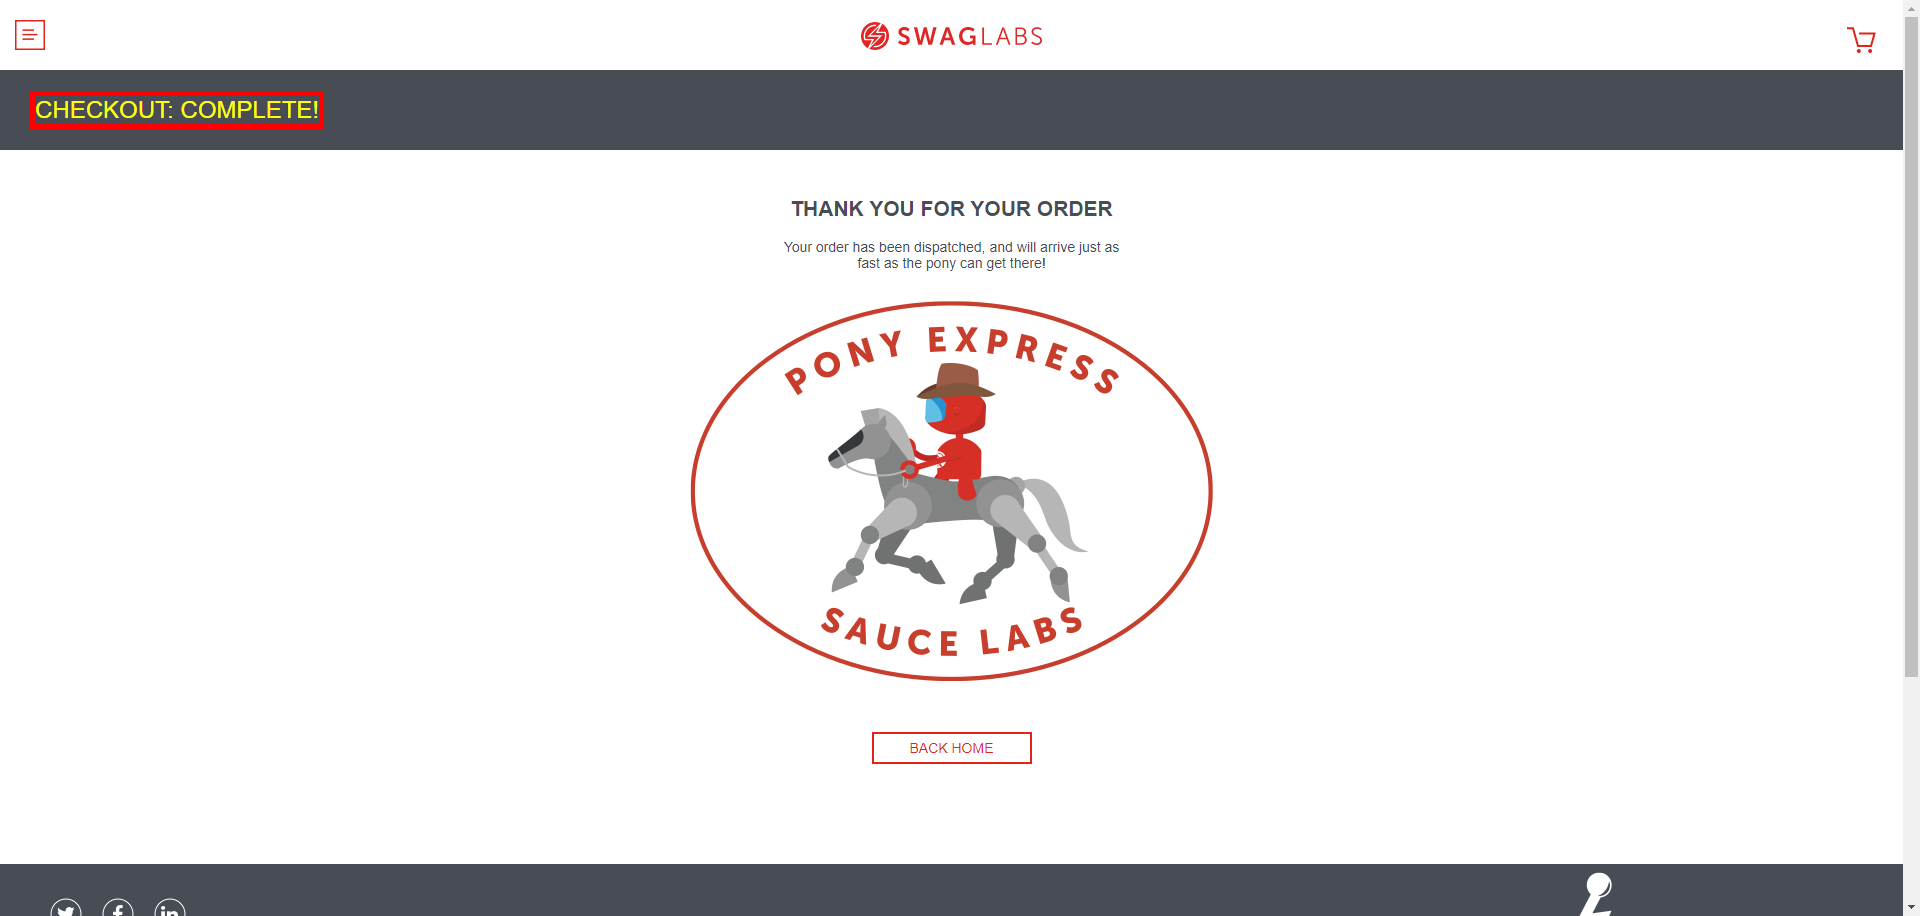 SWAGLABS
CHECKOUT: COMPLETE!
THANK YOU FOR YOUR ORDER
Your order has been dispatched, and will arrive just as
fast as the pony can get there!
PONY EXPRESS
SAUCE LABS
BACK HOME